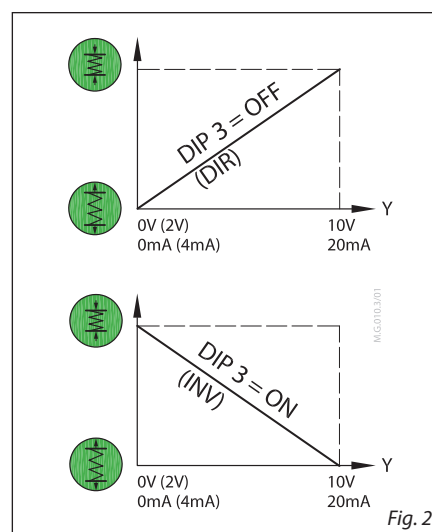 DIP 3 = OFF
(DIR)
Y
0V (2V) 10V
0mA (4mA) 20mA
M.G.010.3/01
DIP 3 = ON
(INV)
Y
0V (2V) 10V
0mA (4mA) 20mA
Fig. 2